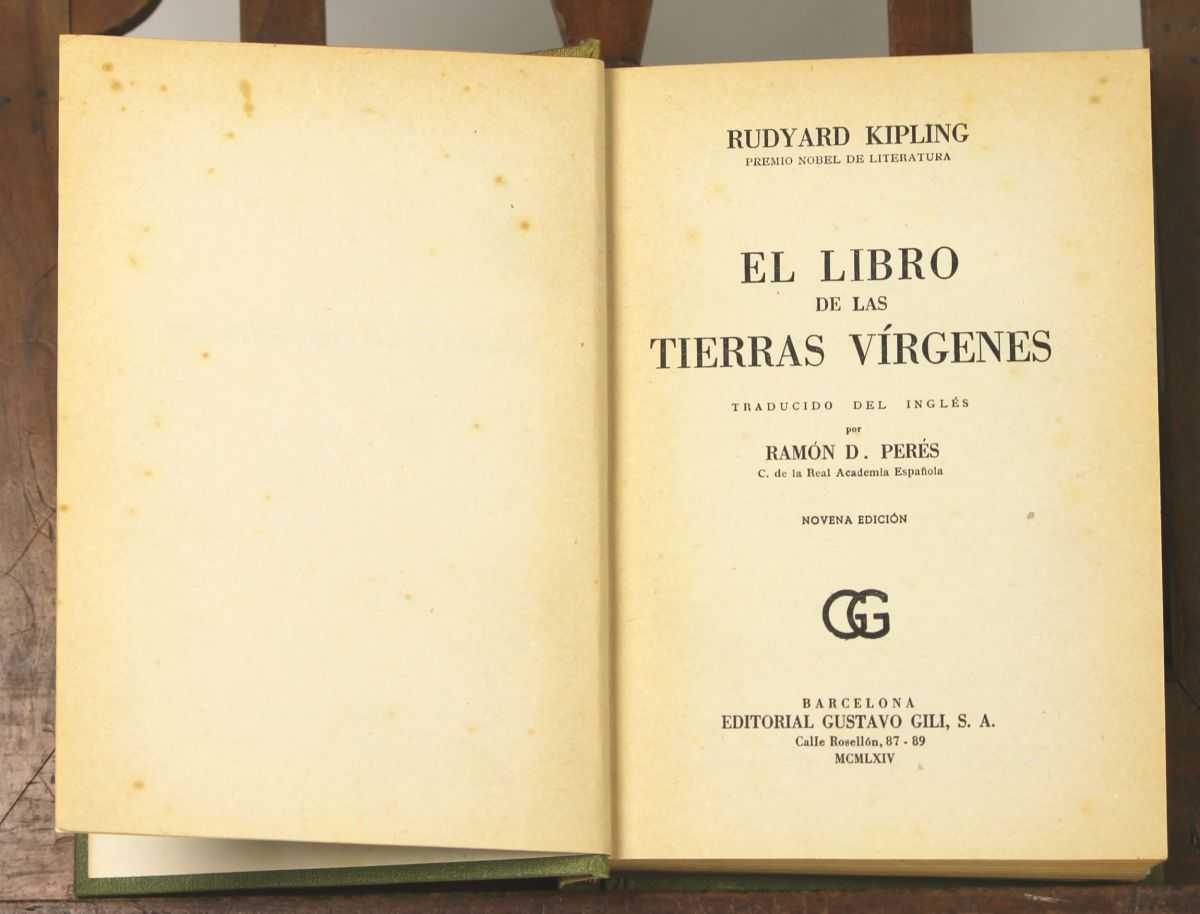 RUDYARD KIPLING
PREMIO NOBEL DE LITERATURA
EL LIBRO
DE LAS
TIERRAS VÍRGENES
TRADUCIDO DEL INGLÉS
por
RAMÓN D. PERÉS
C. de la Real Academia Española
NOVENA EDICIÓN
GG
BARCELONA
EDITORIAL GUSTAVO GILI, S. A.
Calle Rosellón, 87 - 89
MCMLXIV